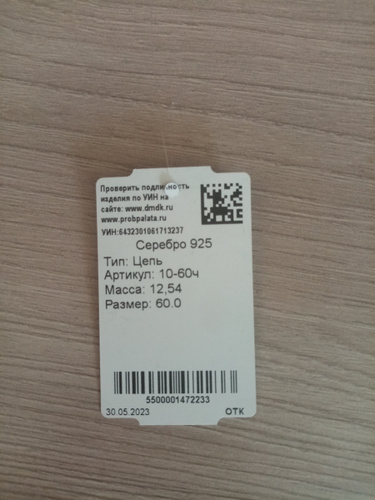 Проверить подлинность
изделия по УИН на
сайте: www.dmdk.ru
www.probpalata.ru
УИН:6432301061713237
Серебро 925
Тип: Цепь
Артикул: 10-60ч
Масса: 12,54
Размер: 60.0
5500001472233
30.05.2023 ОТК